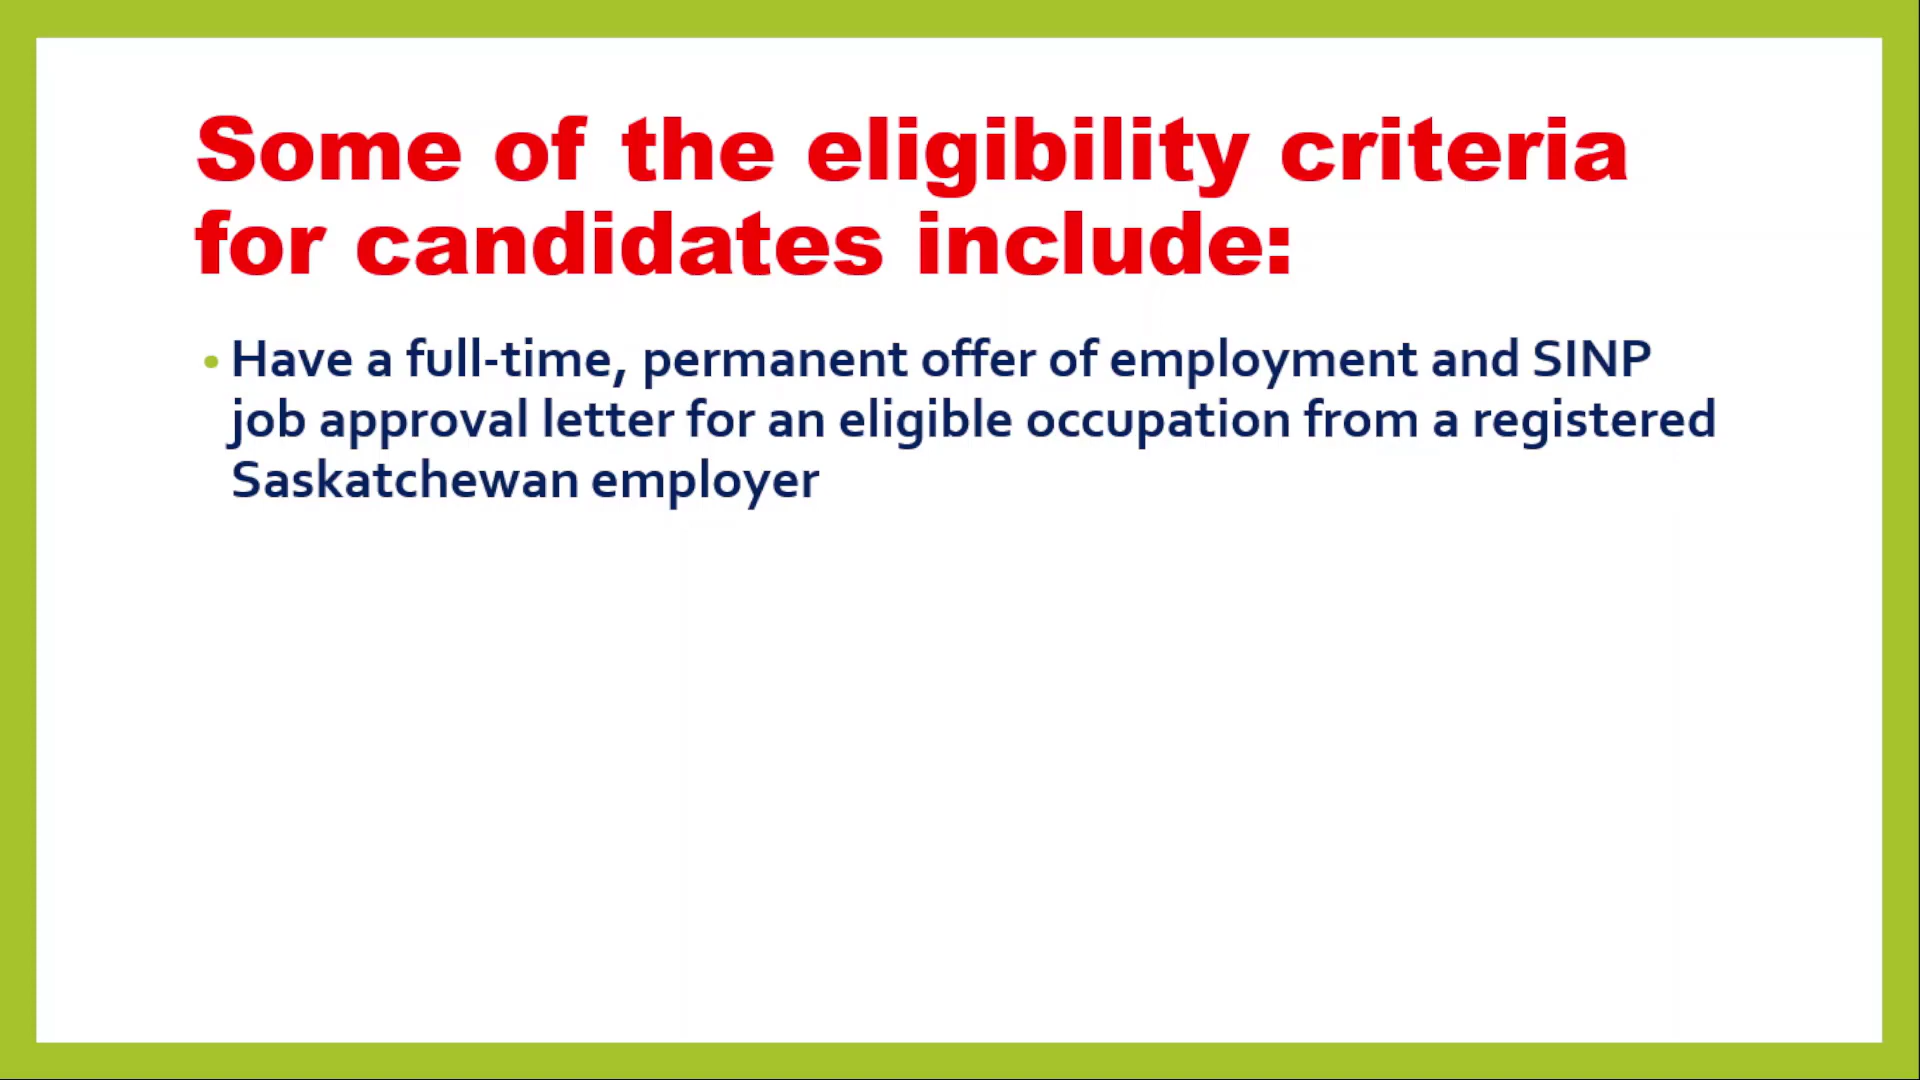 Some of the eligibility criteria
for candidates include:
• Have a full-time, permanent offer of employment and SINP
job approval letter for an eligible occupation from a registered
Saskatchewan employer